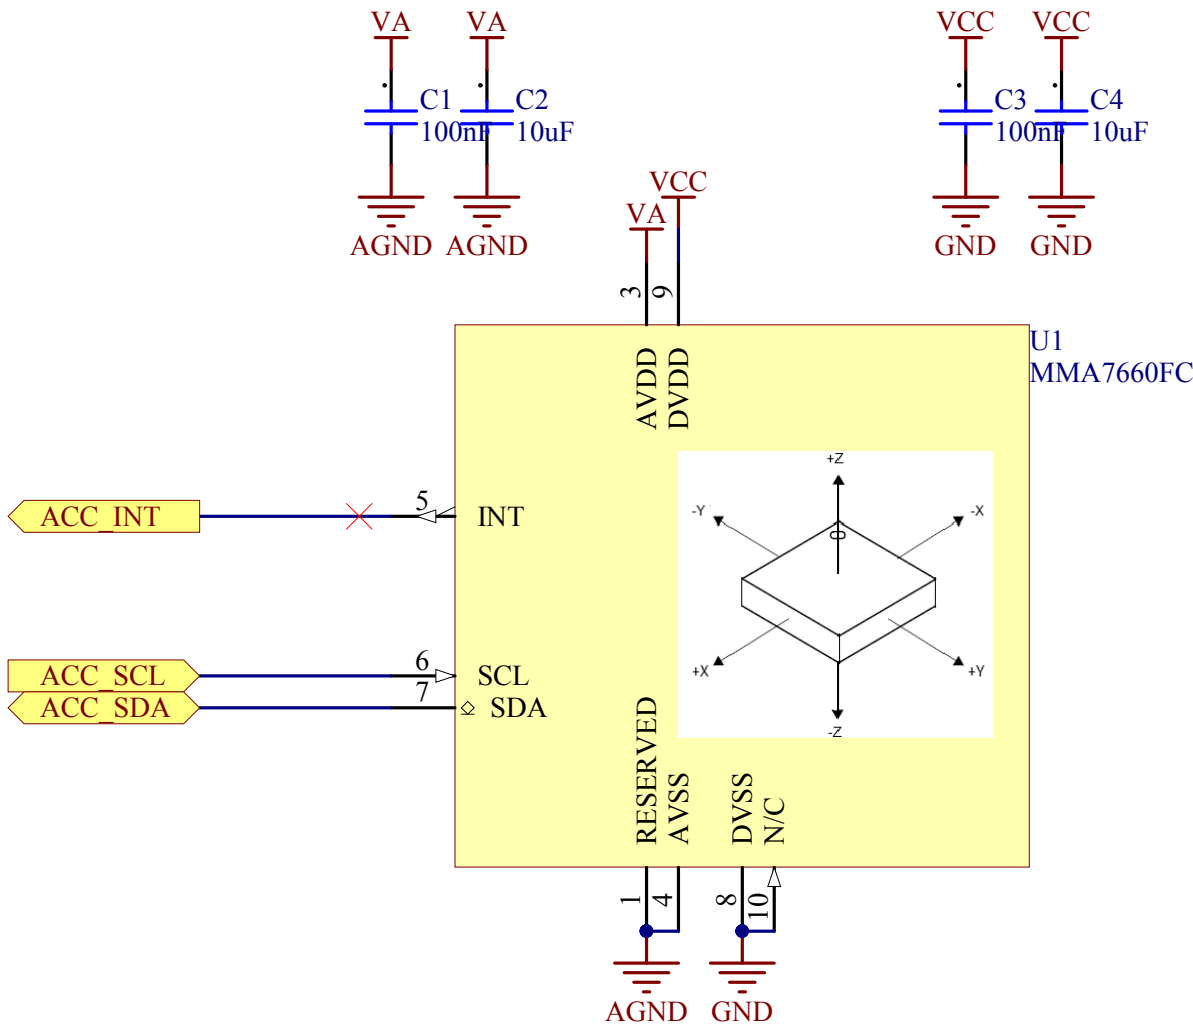 VA
VA
VCC
VCC
C1
100nF
C2
10uF
C3
100nF
C4
10uF
AGND
AGND
GND
GND
VCC
VA
3
9
AVDD
DVDD
U1
MMA7660FC
ACC_INT
5
INT
+Z
-Y
-X
+X
+Y
-Z
ACC_SCL
6
SCL
ACC_SDA
7
SDA
RESERVED
AVSS
DVSS
N/C
1
4
8
10
AGND
GND